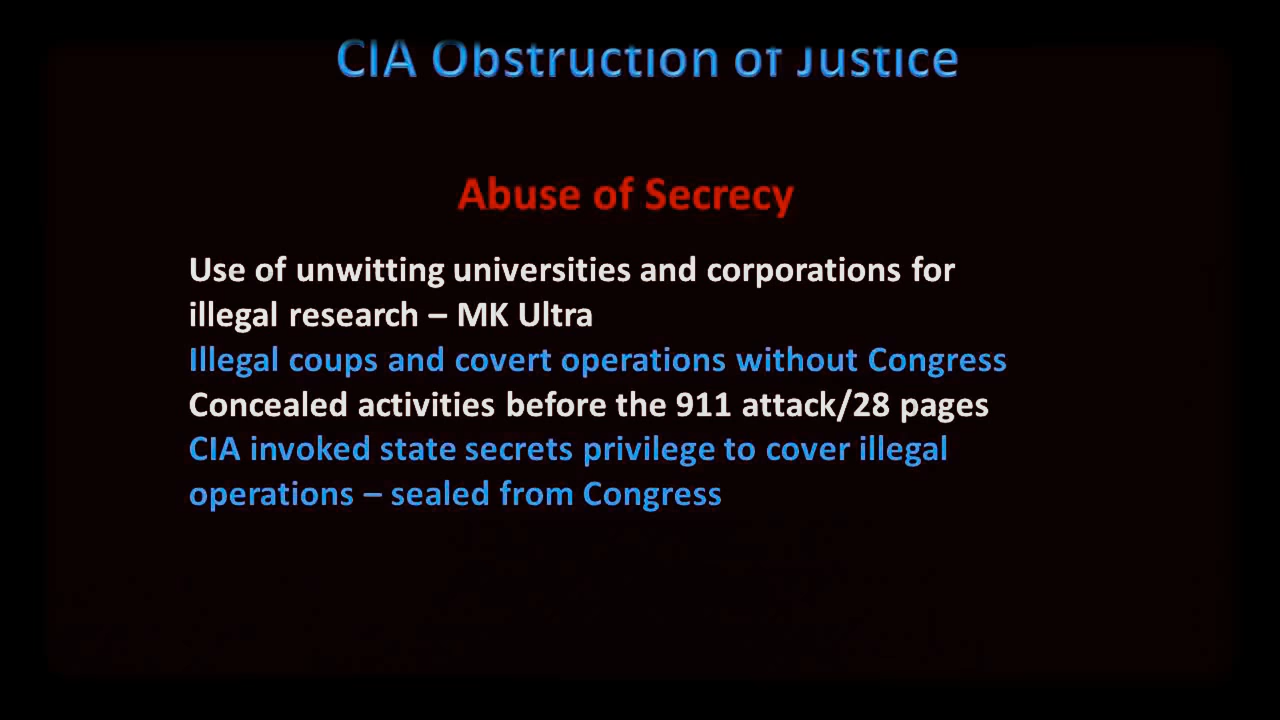 CIA Obstruction of Justice
Abuse of Secrecy
Use of unwitting universities and corporations for
illegal research – MK Ultra
Illegal coups and covert operations without Congress
Concealed activities before the 911 attack/28 pages
CIA invoked state secrets privilege to cover illegal
operations – sealed from Congress